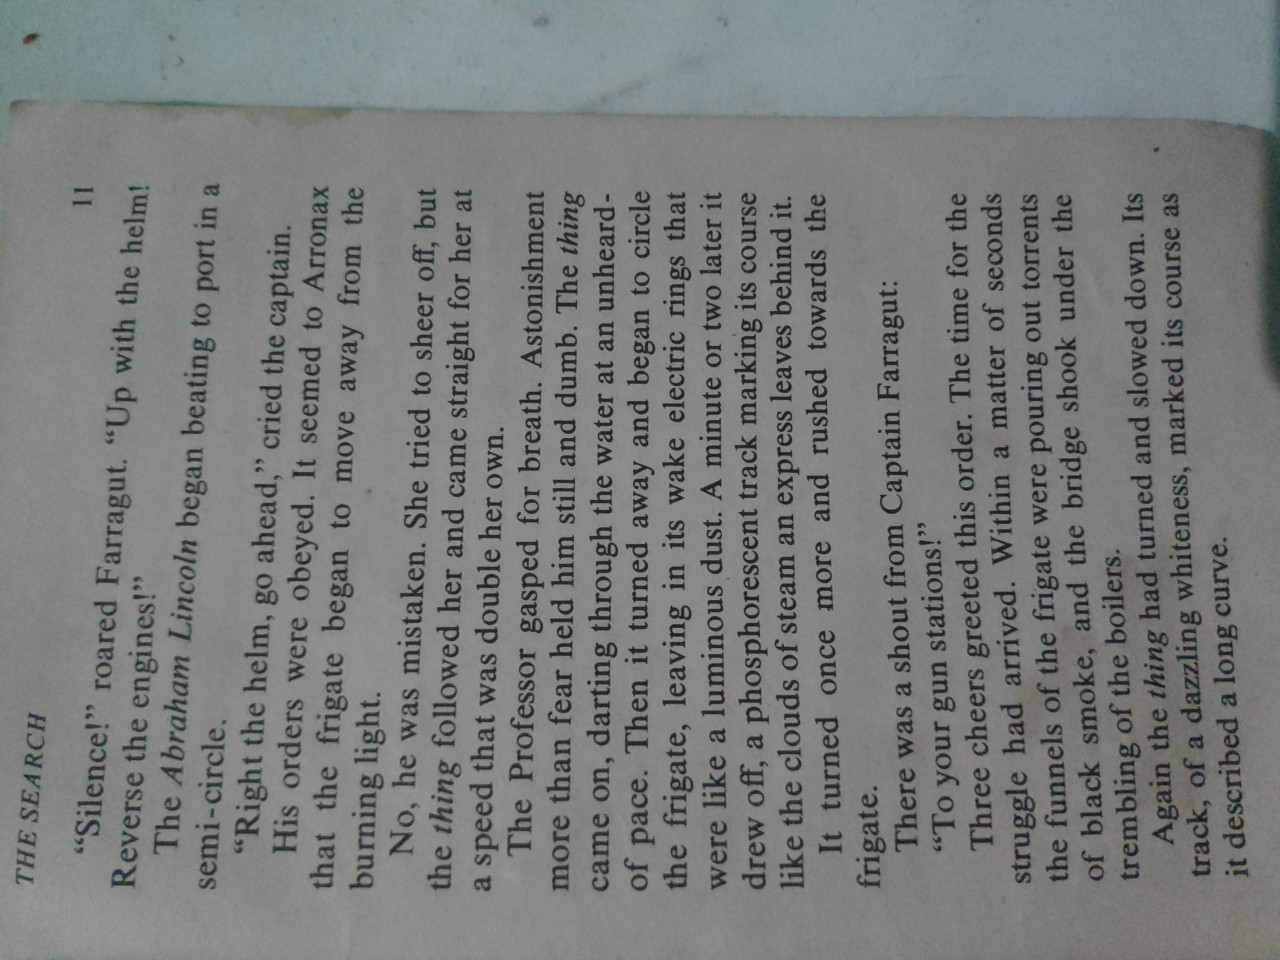 THE SEARCH 11
“Silence!” roared Farragut. “Up with the helm!
Reverse the engines!”
The Abraham Lincoln began beating to port in a
semi-circle.
“Right the helm, go ahead,” cried the captain.
His orders were obeyed. It seemed to Arronax
that the frigate began to move away from the
burning light.
No, he was mistaken. She tried to sheer off, but
the thing followed her and came straight for her at
a speed that was double her own.
The Professor gasped for breath. Astonishment
more than fear held him still and dumb. The thing
came on, darting through the water at an unheard-
of pace. Then it turned away and began to circle
the frigate, leaving in its wake electric rings that
were like a luminous dust. A minute or two later it
drew off, a phosphorescent track marking its course
like the clouds of steam an express leaves behind it.
It turned once more and rushed towards the
frigate.
There was a shout from Captain Farragut:
“To your gun stations!”
Three cheers greeted this order. The time for the
struggle had arrived. Within a matter of seconds
the funnels of the frigate were pouring out torrents
of black smoke, and the bridge shook under the
trembling of the boilers.
Again the thing had turned and slowed down. Its
track, of a dazzling whiteness, marked its course as
it described a long curve.